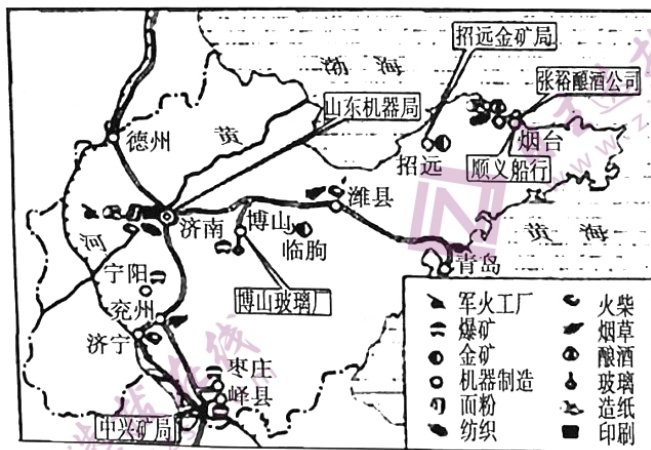 招远金矿局
渤海
张裕酿酒公司
山东机器局
德州
黄
烟台
招远
顺义船行
潍县
济南
博山
临朐
黄海
河
青岛
宁阳
博山玻璃厂
兖州
济宁
枣庄
峄县
中兴矿局
军火工厂
火柴
爆矿
烟草
金矿
酿酒
机器制造
玻璃
面粉
造纸
纺织
印刷